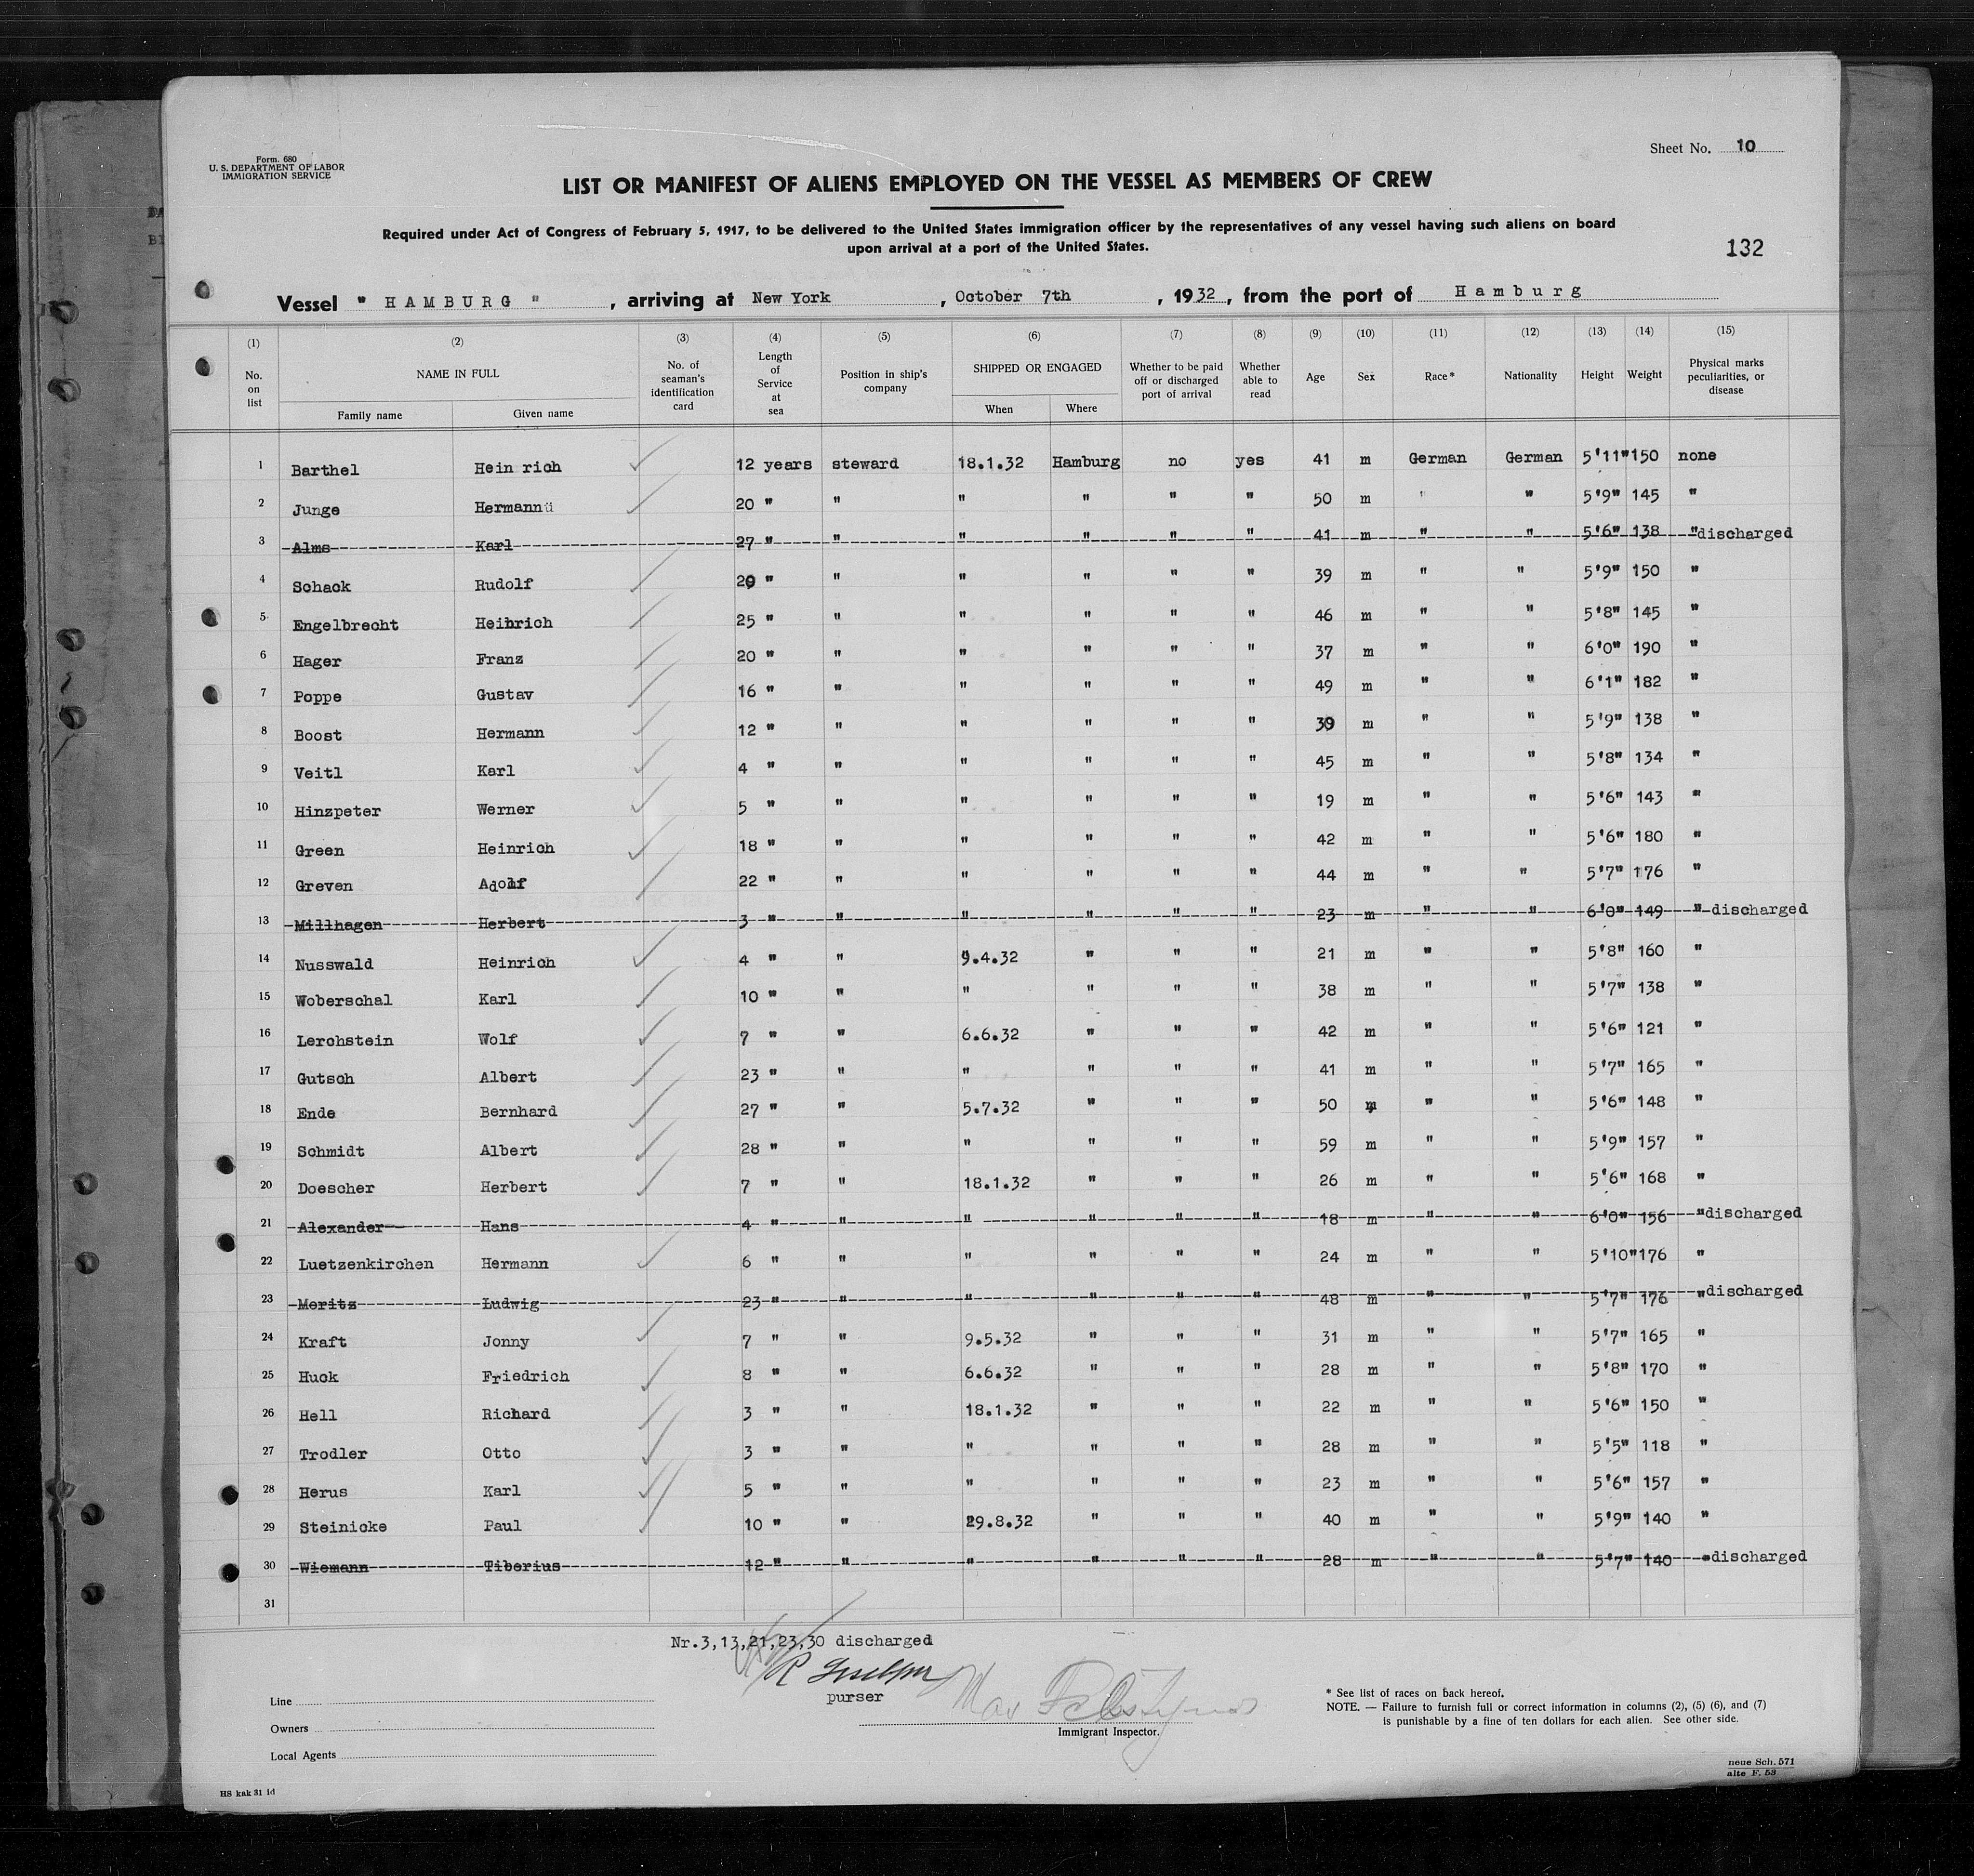 Form. 680
U. S. DEPARTMENT OF LABOR
IMMIGRATION SERVICE
Sheet No. 10
LIST OR MANIFEST OF ALIENS EMPLOYED ON THE VESSEL AS MEMBERS OF CREW
Required under Act of Congress of February 5, 1917, to be delivered to the United States immigration officer by the representatives of any vessel having such aliens on board
upon arrival at a port of the United States.
132
Vessel " HAMBURG " , arriving at New York , October 7th , 1932, from the port of Hamburg
(1) (2) (3) (4) (5) (6) (7) (8) (9) (10) (11) (12) (13) (14) (15)
No. on list NAME IN FULL Family name Given name No. of seaman's identification card Length of Service at sea Position in ship's company SHIPPED OR ENGAGED When Where Whether to be paid off or discharged port of arrival Whether able to read Age Sex Race* Nationality Height Weight Physical marks peculiarities, or disease
1 Barthel Hein rich 12 years steward 18.1.32 Hamburg no yes 41 m German German 5'11" 150 none
2 Junge Hermann 20 " " " " " " 50 m " " 5'9" 145 "
3 Alms Karl 27 " " " " " " 41 m " " 5'6" 138 " discharged
4 Schack Rudolf 29 " " " " " " 39 m " " 5'9" 150 "
5 Engelbrecht Heinrich 25 " " " " " " 46 m " " 5'8" 145 "
6 Hager Franz 20 " " " " " " 37 m " " 6'0" 190 "
7 Poppe Gustav 16 " " " " " " 49 m " " 6'1" 182 "
8 Boost Hermann 12 " " " " " " 39 m " " 5'9" 138 "
9 Veitl Karl 4 " " " " " " 45 m " " 5'8" 134 "
10 Hinzpeter Werner 5 " " " " " " 19 m " " 5'6" 143 "
11 Green Heinrich 18 " " " " " " 42 m " " 5'6" 180 "
12 Greven Adolf 22 " " " " " " 44 m " " 5'7" 176 "
13 Millhagen Herbert 3 " " " " " " 23 m " " 6'0" 149 " discharged
14 Nusswald Heinrich 4 " " 9.4.32 " " " 21 m " " 5'8" 160 "
15 Woberschal Karl 10 " " " " " " 38 m " " 5'7" 138 "
16 Lerchstein Wolf 7 " " 6.6.32 " " " 42 m " " 5'6" 121 "
17 Gutsch Albert 23 " " " " " " 41 m " " 5'7" 165 "
18 Ende Bernhard 27 " " 5.7.32 " " " 50 m " " 5'6" 148 "
19 Schmidt Albert 28 " " " " " " 59 m " " 5'9" 157 "
20 Doescher Herbert 7 " " 18.1.32 " " " 26 m " " 5'6" 168 "
21 Alexander Hans 4 " " " " " " 18 m " " 6'0" 156 " discharged
22 Luetzenkirchen Hermann 6 " " " " " " 24 m " " 5'10" 176 "
23 Moritz Ludwig 23 " " " " " " 48 m " " 5'7" 176 " discharged
24 Kraft Jonny 7 " " 9.5.32 " " " 31 m " " 5'7" 165 "
25 Huck Friedrich 8 " " 6.6.32 " " " 28 m " " 5'8" 170 "
26 Hell Richard 3 " " 18.1.32 " " " 22 m " " 5'6" 150 "
27 Trodler Otto 3 " " " " " " 28 m " " 5'5" 118 "
28 Herus Karl 5 " " " " " " 23 m " " 5'6" 157 "
29 Steinicke Paul 10 " " 29.8.32 " " " 40 m " " 5'9" 140 "
30 Wiemann Tiberius 12 " " " " " " 28 m " " 5'7" 140 " discharged
31
Nr.3,13,21,23,30 discharged
purser
Line
Owners
Local Agents
Immigrant Inspector.
* See list of races on back hereof.
NOTE. — Failure to furnish full or correct information in columns (2), (5) (6), and (7)
is punishable by a fine of ten dollars for each alien. See other side.
neue Sch. 571
alte F. 53
HS kak 31 id